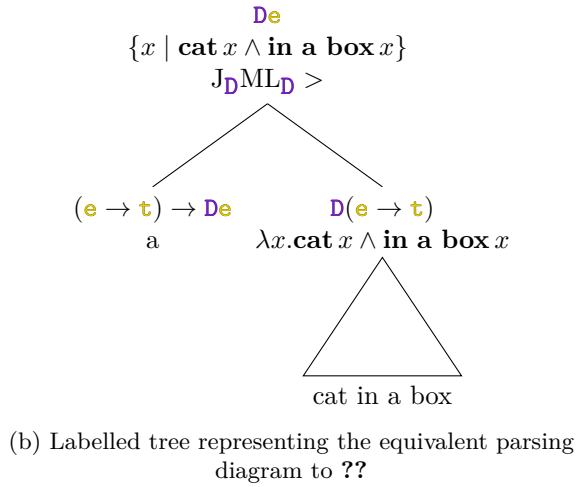 De
{x | cat x ∧ in a box x}
J_D ML_D >
(e → t) → De
D(e → t)
a
λx.cat x ∧ in a box x
cat in a box
(b) Labelled tree representing the equivalent parsing
diagram to ??